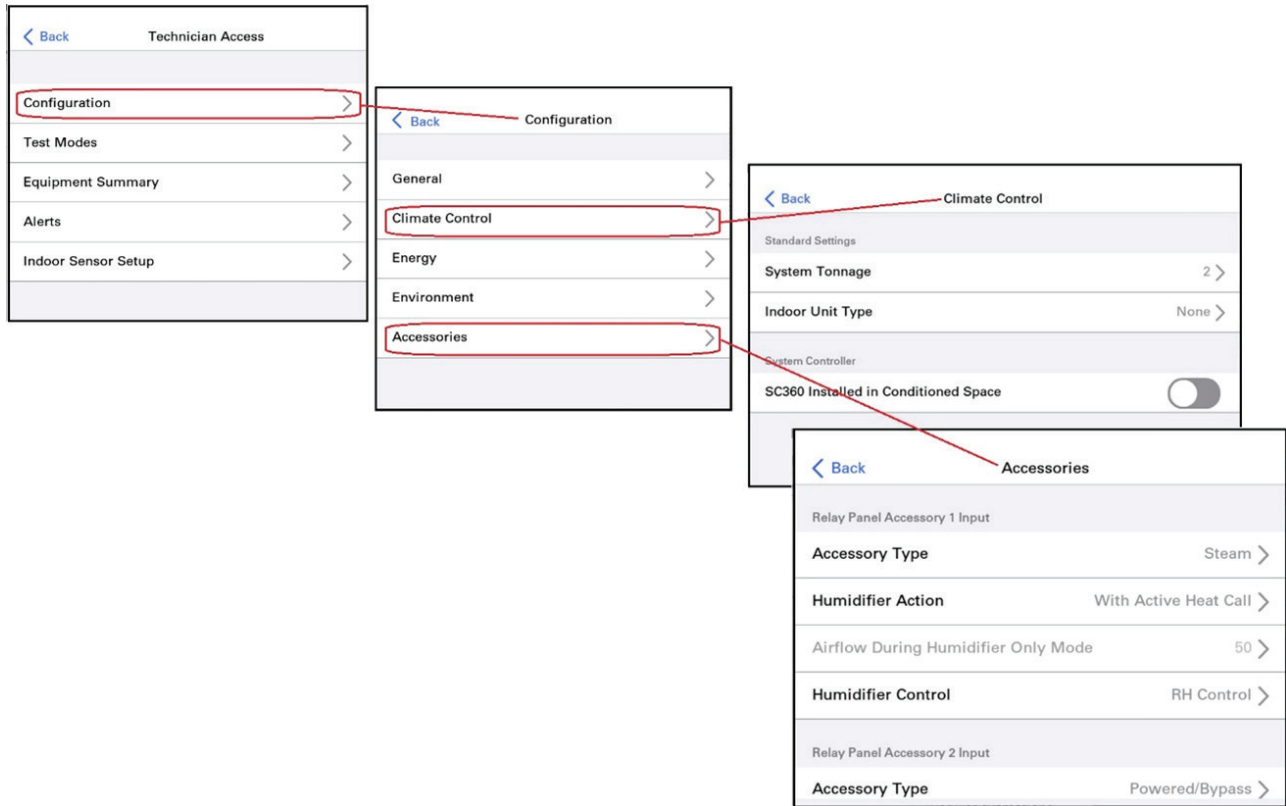 Back Technician Access
Configuration
Test Modes
Equipment Summary
Alerts
Indoor Sensor Setup
Back Configuration
General
Climate Control
Energy
Environment
Accessories
Back Climate Control
Standard Settings
System Tonnage 2
Indoor Unit Type None
System Controller
SC360 Installed in Conditioned Space
Back Accessories
Relay Panel Accessory 1 Input
Accessory Type Steam
Humidifier Action With Active Heat Call
Airflow During Humidifier Only Mode 50
Humidifier Control RH Control
Relay Panel Accessory 2 Input
Accessory Type Powered/Bypass